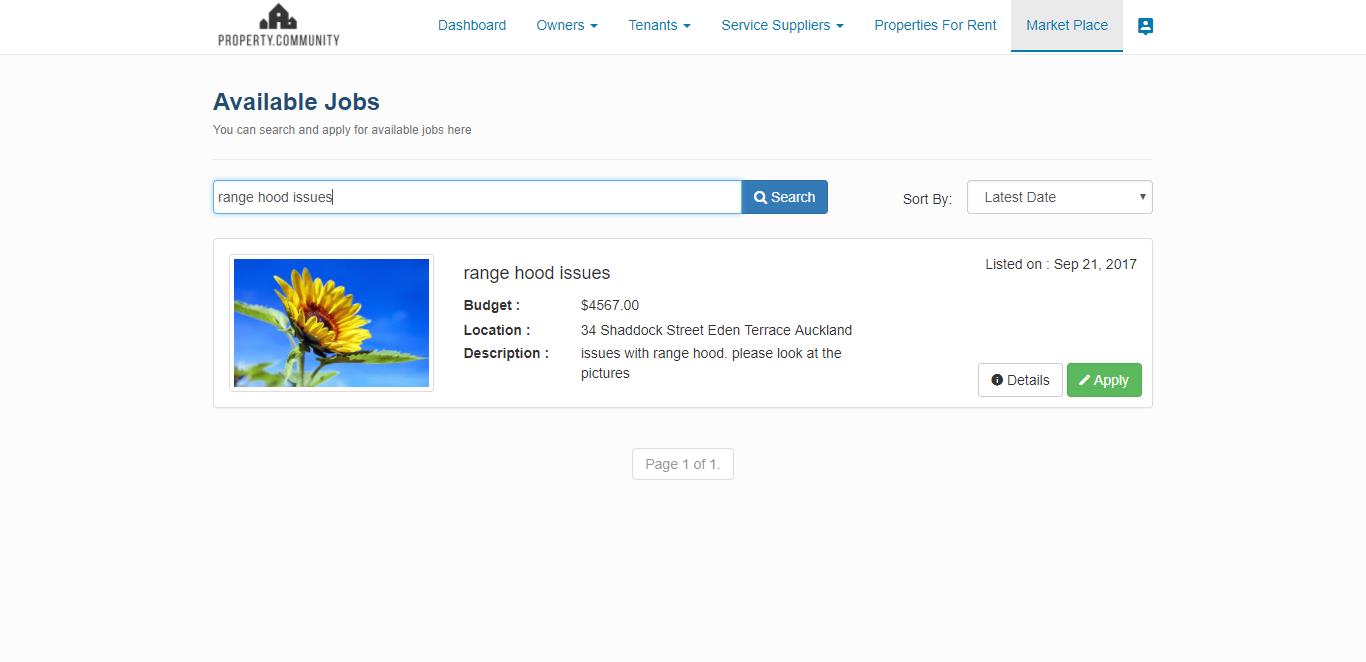 PROPERTY.COMMUNITY
Dashboard
Owners
Tenants
Service Suppliers
Properties For Rent
Market Place
Available Jobs
You can search and apply for available jobs here
range hood issues
Search
Sort By:
Latest Date
range hood issues
Listed on : Sep 21, 2017
Budget : $4567.00
Location : 34 Shaddock Street Eden Terrace Auckland
Description : issues with range hood. please look at the
pictures
Details
Apply
Page 1 of 1.